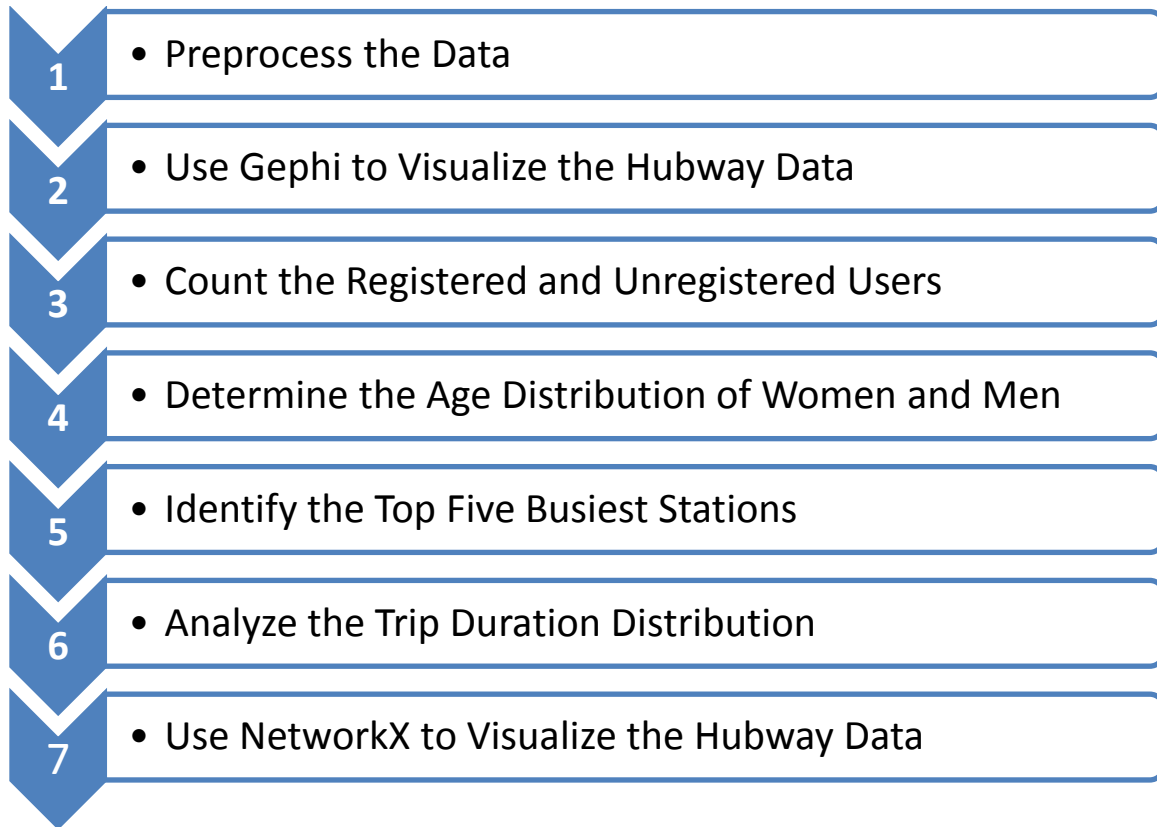 1
• Preprocess the Data
2
• Use Gephi to Visualize the Hubway Data
3
• Count the Registered and Unregistered Users
4
• Determine the Age Distribution of Women and Men
5
• Identify the Top Five Busiest Stations
6
• Analyze the Trip Duration Distribution
7
• Use NetworkX to Visualize the Hubway Data